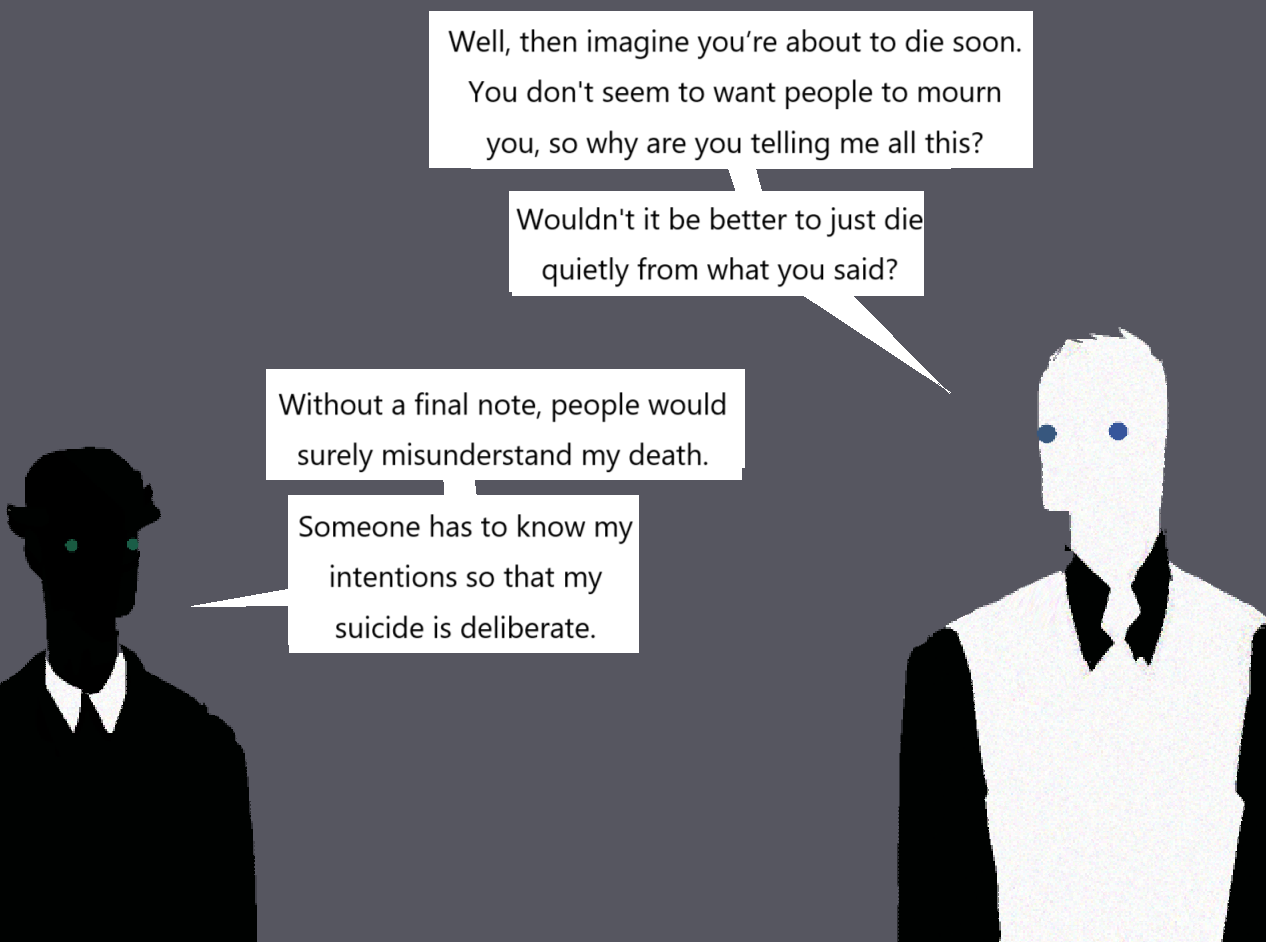 Well, then imagine you’re about to die soon.
You don't seem to want people to mourn
you, so why are you telling me all this?
Wouldn't it be better to just die
quietly from what you said?
Without a final note, people would
surely misunderstand my death.
Someone has to know my
intentions so that my
suicide is deliberate.